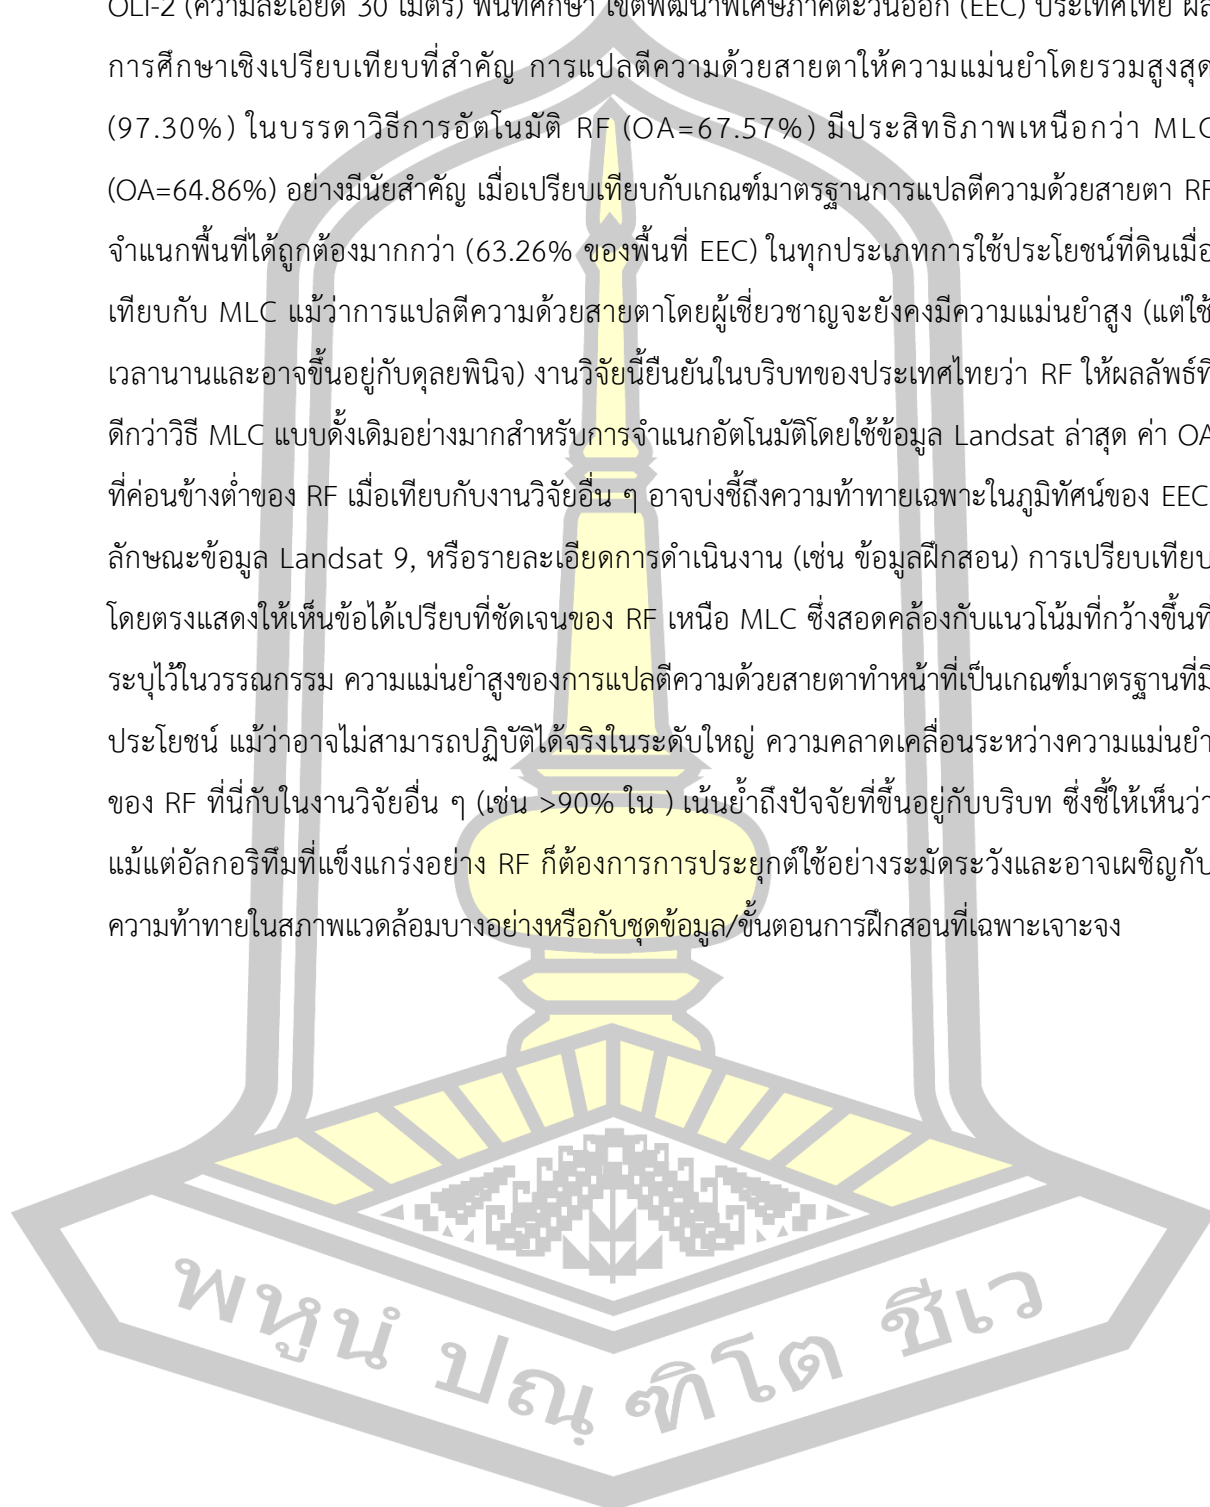 OLI-2 (ความละเอียด 30 เมตร) พื้นที่ศึกษา เขตพัฒนาพิเศษภาคตะวันออก (EEC) ประเทศไทย ผล
การศึกษาเชิงเปรียบเทียบที่สำคัญ การแปลตีความด้วยสายตาให้ความแม่นยำโดยรวมสูงสุด
(97.30%) ในบรรดาวิธีการอัตโนมัติ RF (OA=67.57%) มีประสิทธิภาพเหนือกว่า MLC
(OA=64.86%) อย่างมีนัยสำคัญ เมื่อเปรียบเทียบกับเกณฑ์มาตรฐานการแปลตีความด้วยสายตา RF
จำแนกพื้นที่ได้ถูกต้องมากกว่า (63.26% ของพื้นที่ EEC) ในทุกประเภทการใช้ประโยชน์ที่ดินเมื่อ
เทียบกับ MLC แม้ว่าการแปลตีความด้วยสายตาโดยผู้เชี่ยวชาญจะยังคงมีความแม่นยำสูง (แต่ใช้
เวลานานและอาจขึ้นอยู่กับดุลยพินิจ) งานวิจัยนี้ยืนยันในบริบทของประเทศไทยว่า RF ให้ผลลัพธ์ที่
ดีกว่าวิธี MLC แบบดั้งเดิมอย่างมากสำหรับการจำแนกอัตโนมัติโดยใช้ข้อมูล Landsat ล่าสุด ค่า OA
ที่ค่อนข้างต่ำของ RF เมื่อเทียบกับงานวิจัยอื่น ๆ อาจบ่งชี้ถึงความท้าทายเฉพาะในภูมิทัศน์ของ EEC
ลักษณะข้อมูล Landsat 9, หรือรายละเอียดการดำเนินงาน (เช่น ข้อมูลฝึกสอน) การเปรียบเทียบ
โดยตรงแสดงให้เห็นข้อได้เปรียบที่ชัดเจนของ RF เหนือ MLC ซึ่งสอดคล้องกับแนวโน้มที่กว้างขึ้นที่
ระบุไว้ในวรรณกรรม ความแม่นยำสูงของการแปลตีความด้วยสายตาทำหน้าที่เป็นเกณฑ์มาตรฐานที่มี
ประโยชน์ แม้ว่าอาจไม่สามารถปฏิบัติได้จริงในระดับใหญ่ ความคลาดเคลื่อนระหว่างความแม่นยำ
ของ RF ที่นี่กับในงานวิจัยอื่น ๆ (เช่น >90% ใน ) เน้นย้ำถึงปัจจัยที่ขึ้นอยู่กับบริบท ซึ่งชี้ให้เห็นว่า
แม้แต่อัลกอริทึมที่แข็งแกร่งอย่าง RF ก็ต้องการการประยุกต์ใช้อย่างระมัดระวังและอาจเผชิญกับ
ความท้าทายในสภาพแวดล้อมบางอย่างหรือกับชุดข้อมูล/ขั้นตอนการฝึกสอนที่เฉพาะเจาะจง
พหูนํ ปณฺฑิโต ชีเว